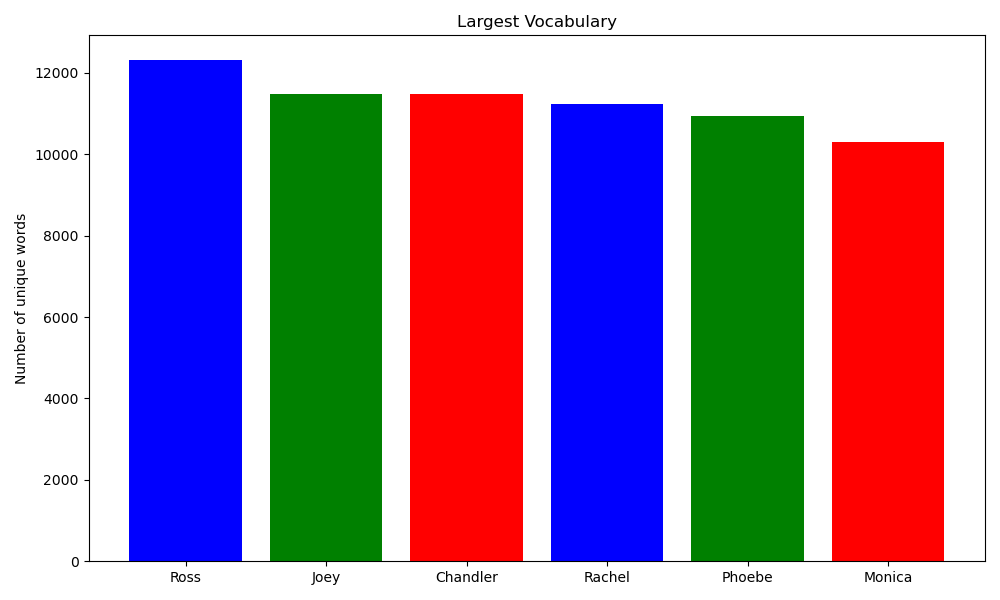 Largest Vocabulary
Number of unique words
12000
10000
8000
6000
4000
2000
0
Ross Joey Chandler Rachel Phoebe Monica